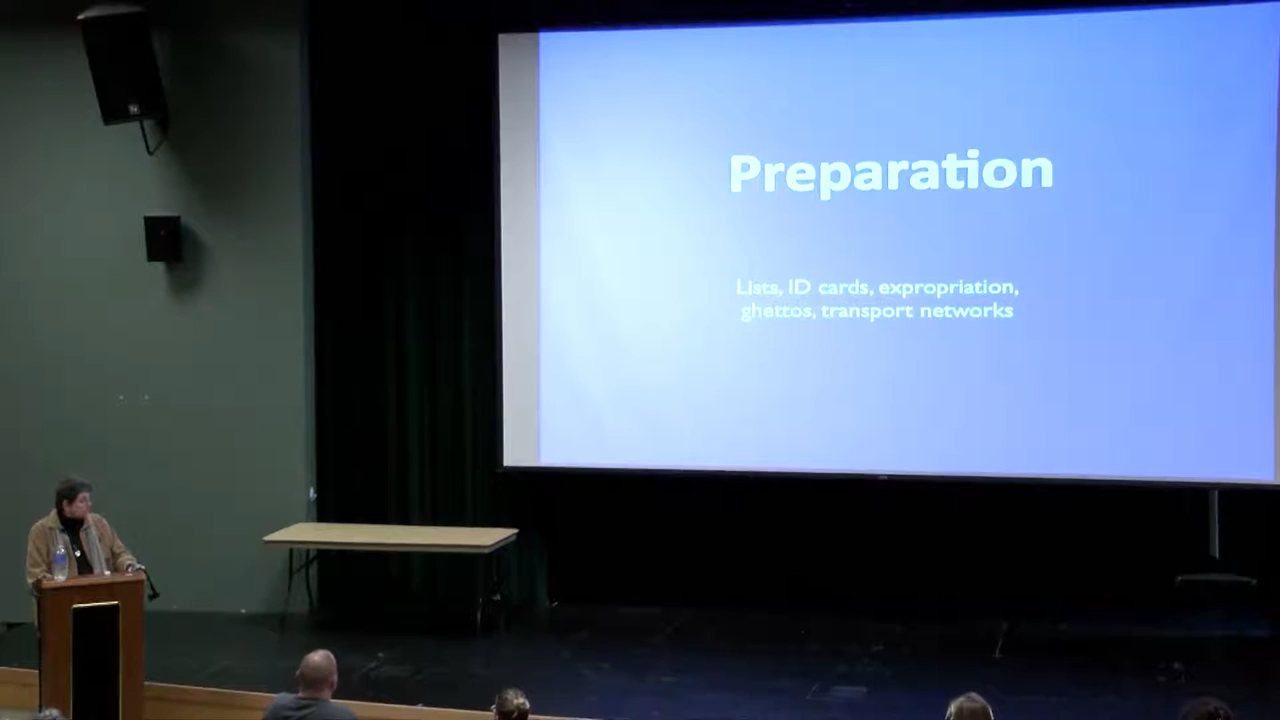 Preparation
Lists, ID cards, expropriation,
ghettos, transport networks